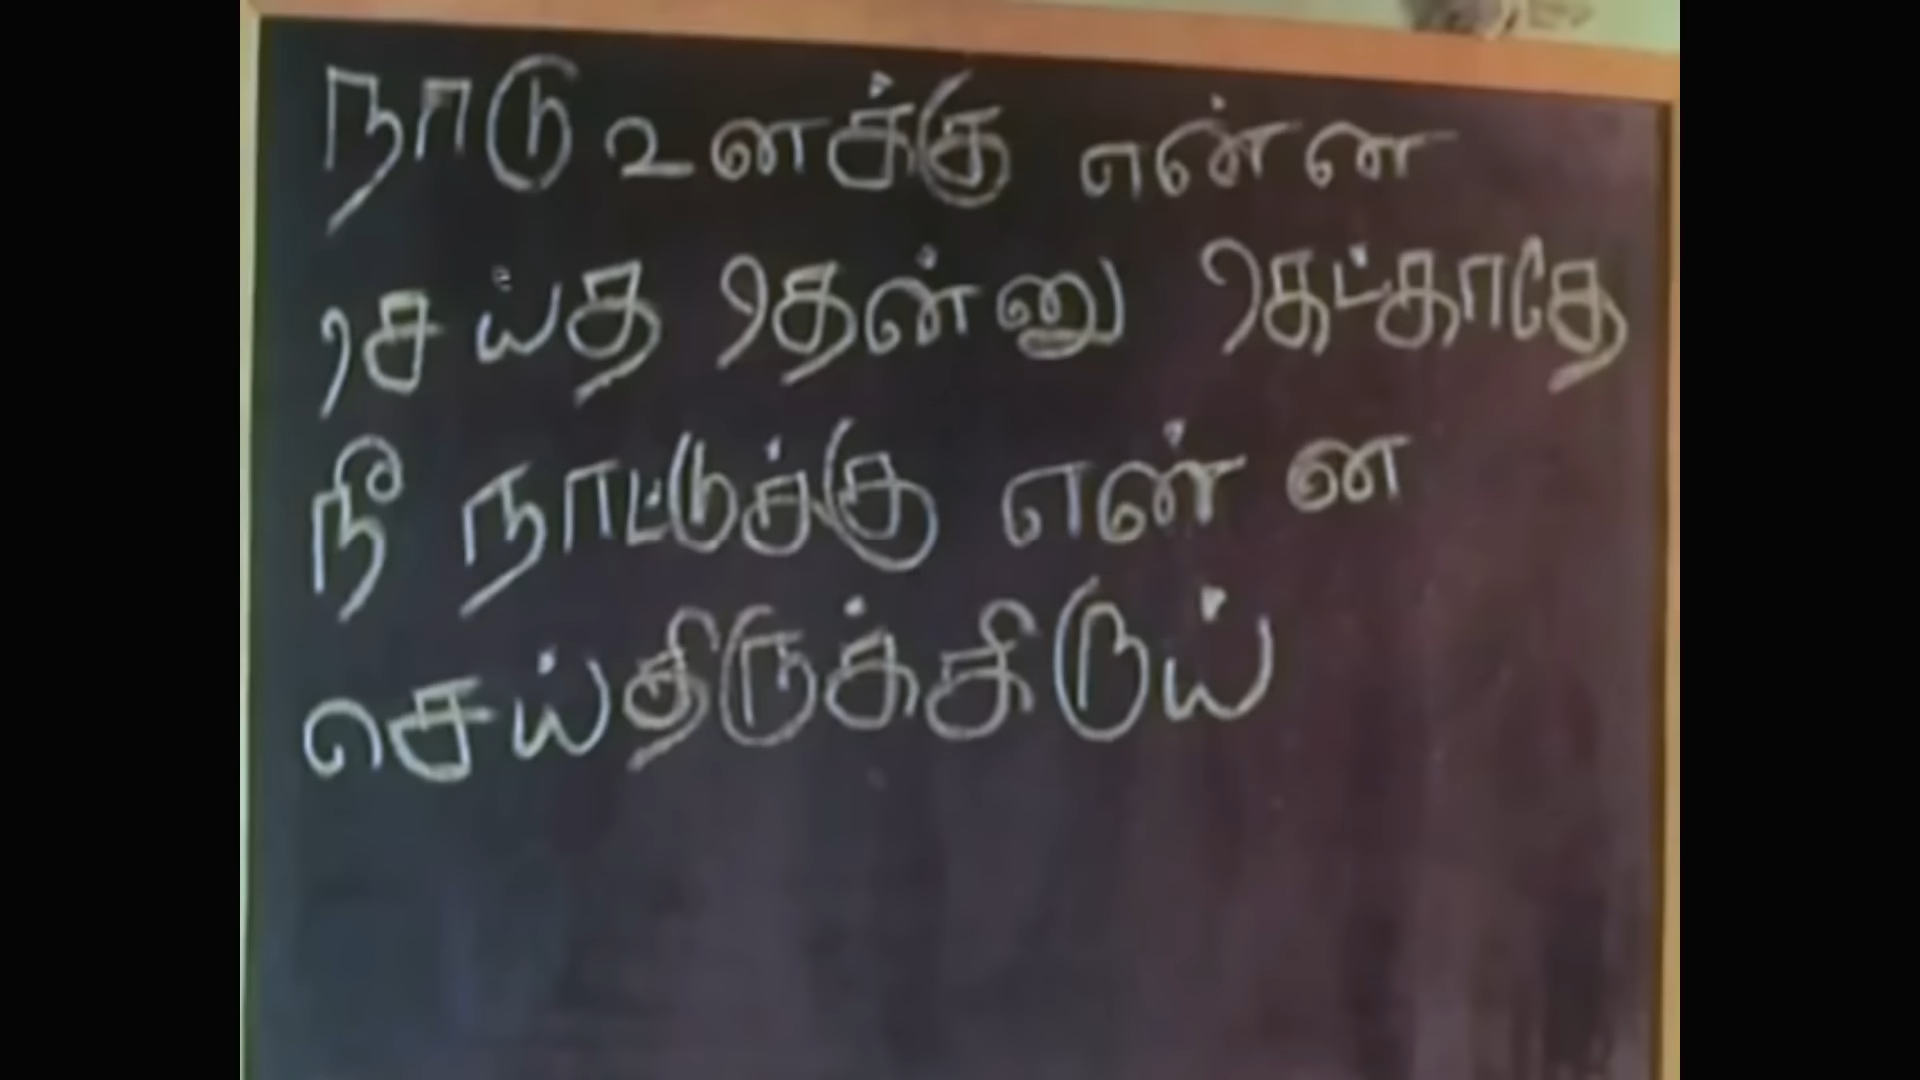 நாடு உனக்கு என்ன
செய்த தென்னு கெட்காதே
நீ நாட்டுக்கு என்ன
செய்திருக்கிடுய்